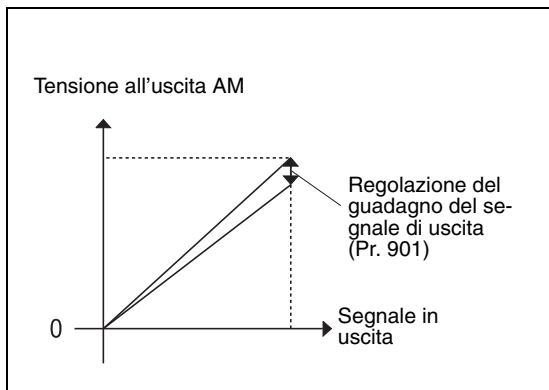 Tensione all'uscita AM
Regolazione del
guadagno del se-
gnale di uscita
(Pr. 901)
0
Segnale in
uscita